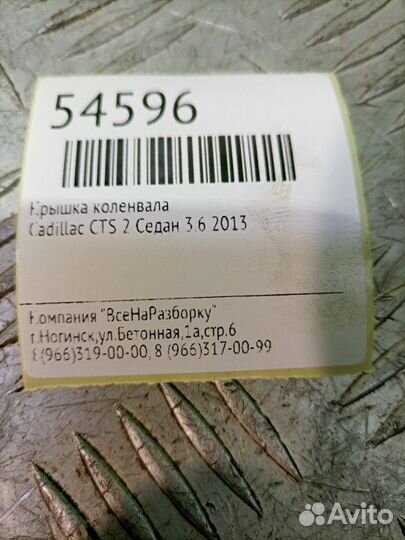 54596
Крышка коленвала
Cadillac CTS 2 Седан 3.6 2013
Компания "ВсеНаРазборку"
г.Ногинск,ул.Бетонная,1а,стр.6
8(966)319-00-00, 8 (966)317-00-99
Avito